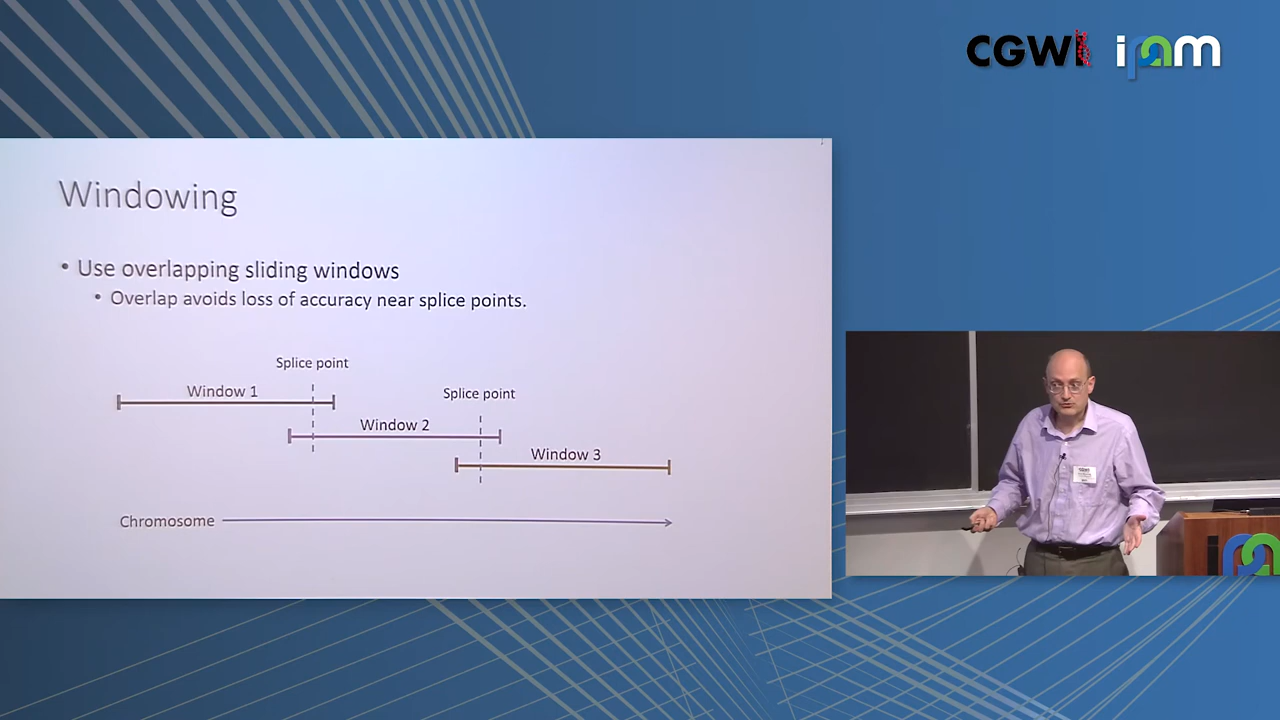 CGWI ipam
Windowing
• Use overlapping sliding windows
• Overlap avoids loss of accuracy near splice points.
Splice point
Window 1
Splice point
Window 2
Window 3
Chromosome